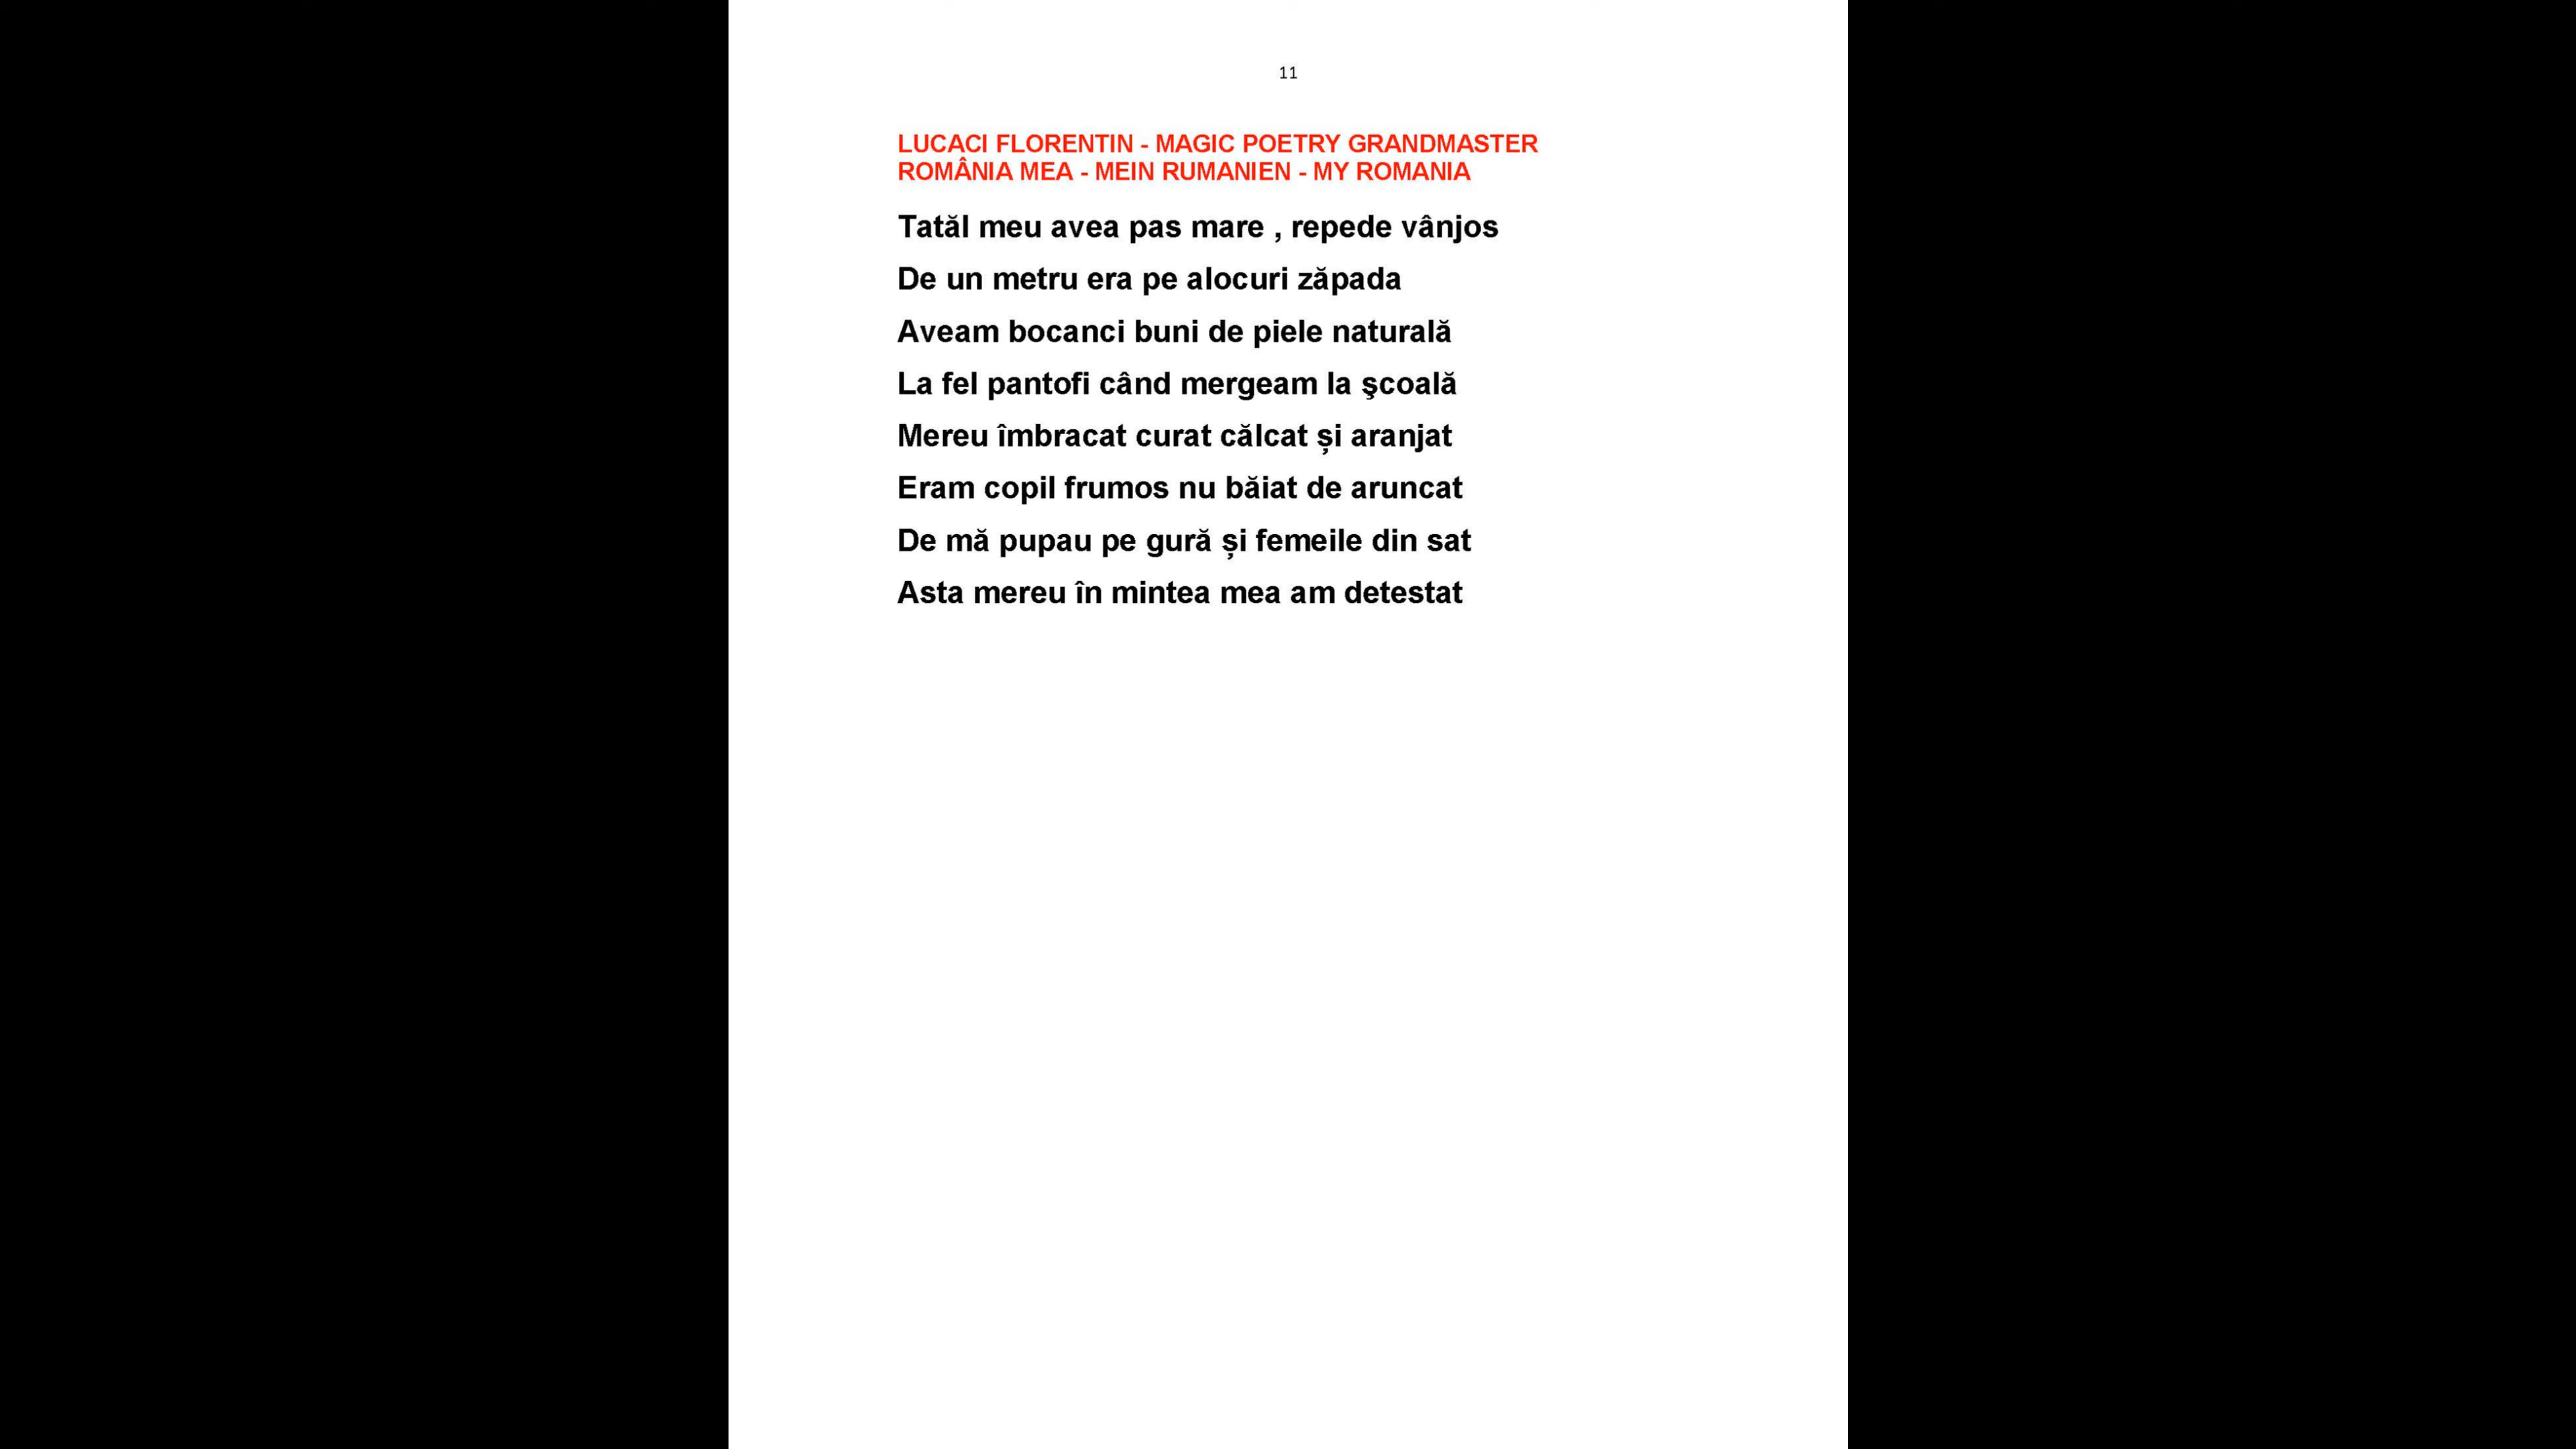 11
LUCACI FLORENTIN - MAGIC POETRY GRANDMASTER
ROMÂNIA MEA - MEIN RUMANIEN - MY ROMANIA
Tatăl meu avea pas mare , repede vânjos
De un metru era pe alocuri zăpada
Aveam bocanci buni de piele naturală
La fel pantofi când mergeam la şcoală
Mereu îmbracat curat călcat și aranjat
Eram copil frumos nu băiat de aruncat
De mă pupau pe gură și femeile din sat
Asta mereu în mintea mea am detestat